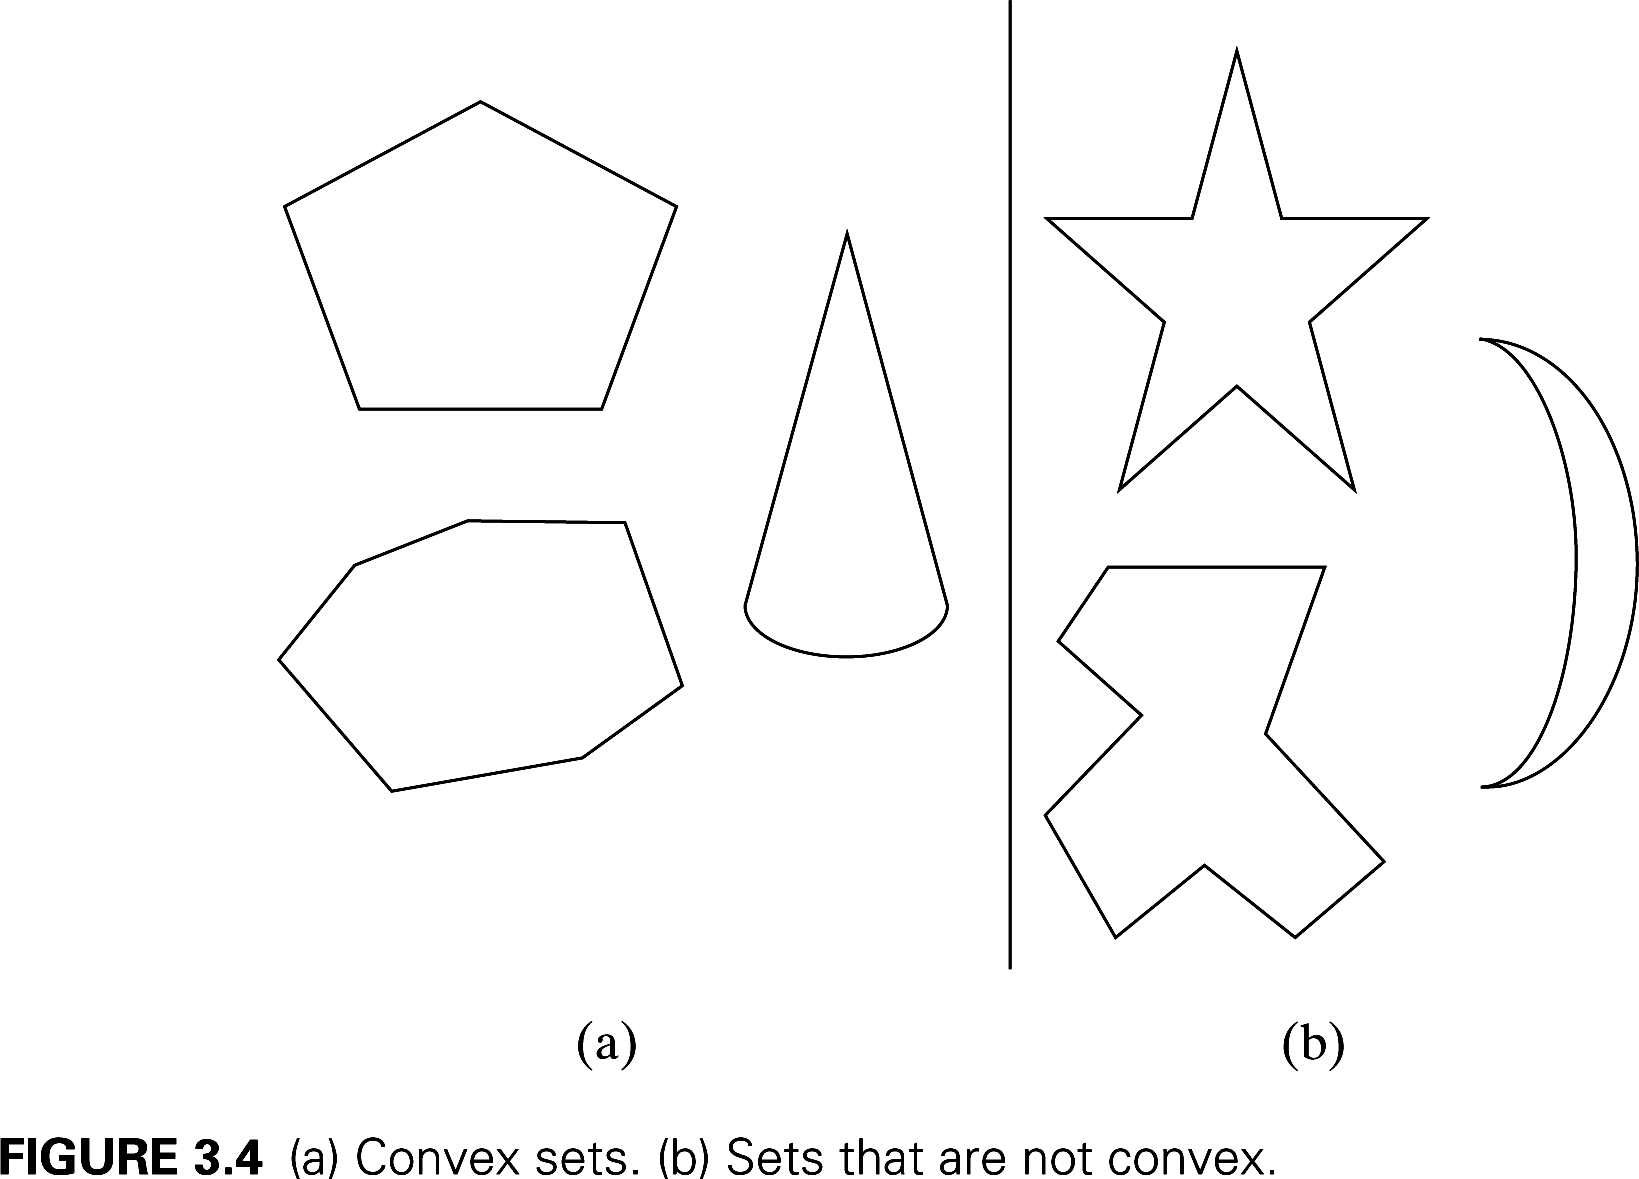 (a)
(b)
FIGURE 3.4 (a) Convex sets. (b) Sets that are not convex.